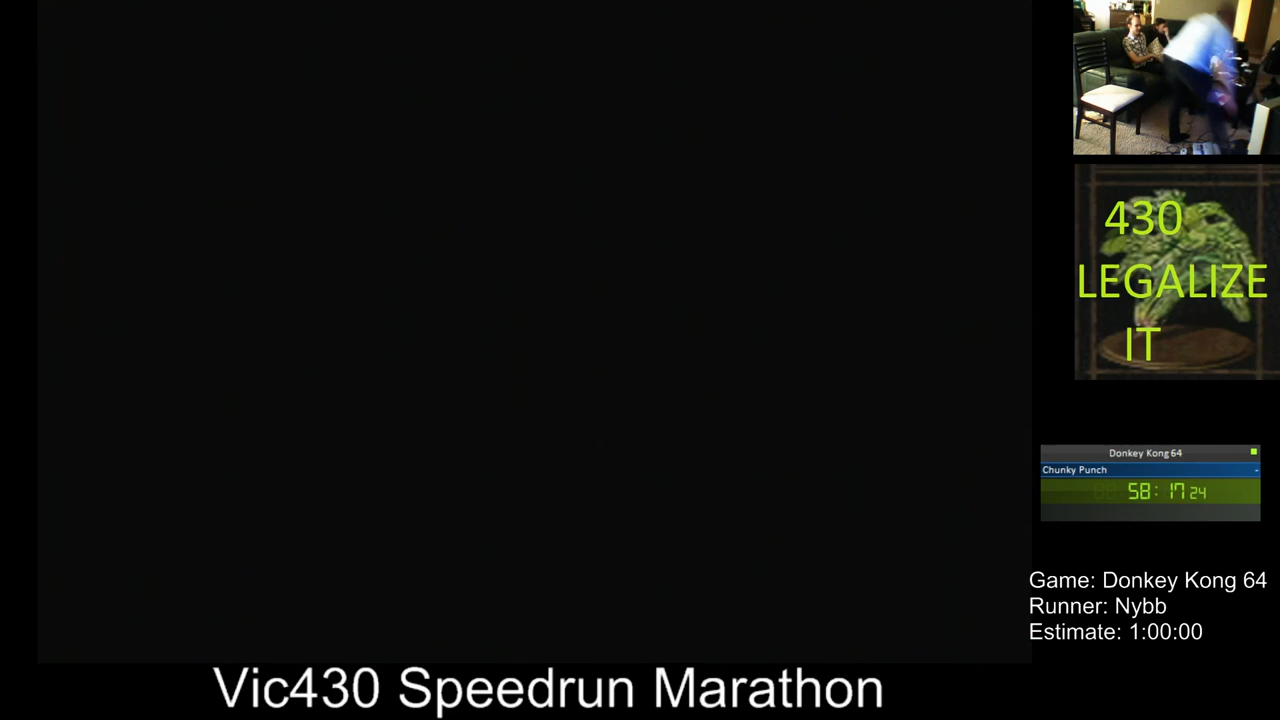 430
LEGALIZE
IT
Donkey Kong 64
Chunky Punch -
58:17 24
Game: Donkey Kong 64
Runner: Nybb
Estimate: 1:00:00
Vic430 Speedrun Marathon